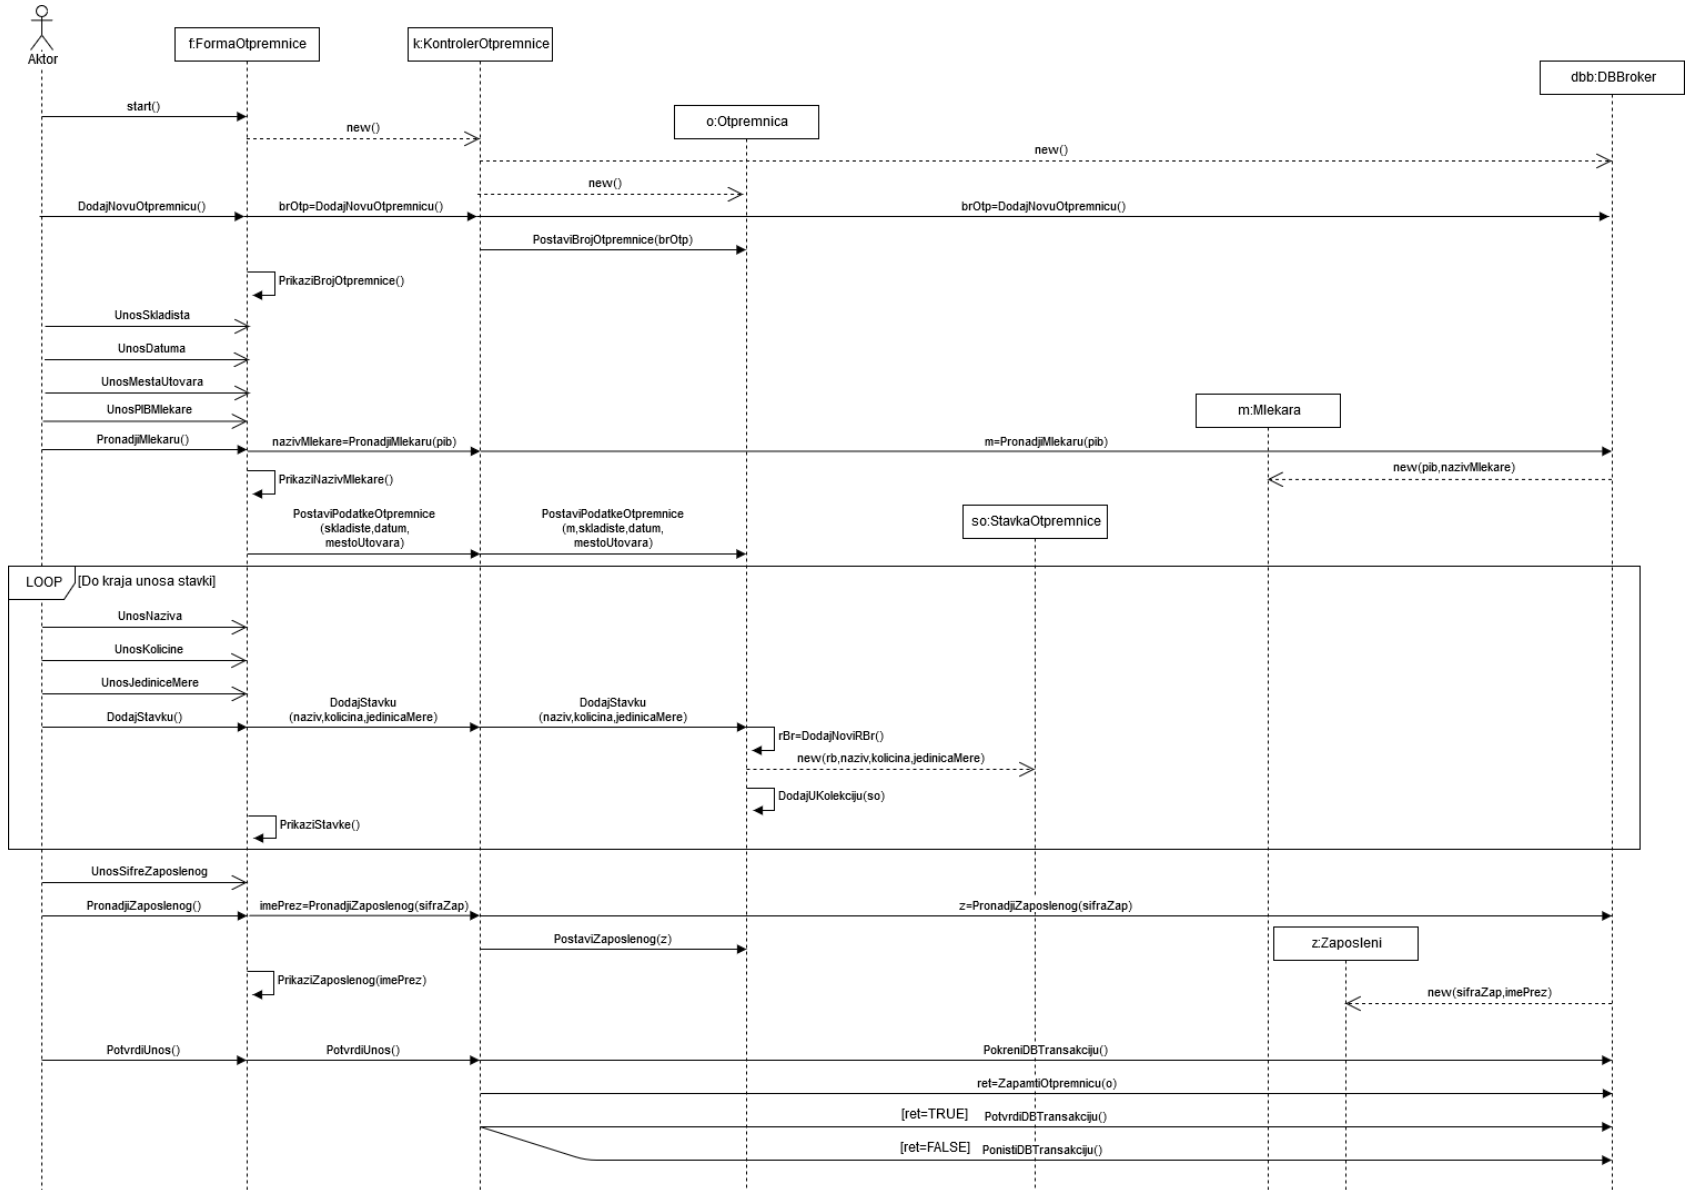 Aktor
f:FormaOtpremnice
k:KontrolerOtpremnice
dbb:DBBroker
start()
o:Otpremnica
new()
new()
new()
DodajNovuOtpremnicu()
brOtp=DodajNovuOtpremnicu()
brOtp=DodajNovuOtpremnicu()
PostaviBrojOtpremnice(brOtp)
PrikaziBrojOtpremnice()
UnosSkladista
UnosDatuma
UnosMestaUtovara
UnosPIBMlekare
m:Mlekara
PronadjiMlekaru()
nazivMlekare=PronadjiMlekaru(pib)
m=PronadjiMlekaru(pib)
new(pib,nazivMlekare)
PrikaziNazivMlekare()
PostaviPodatkeOtpremnice
(skladiste,datum,
mestoUtovara)
PostaviPodatkeOtpremnice
(m,skladiste,datum,
mestoUtovara)
so:StavkaOtpremnice
LOOP
[Do kraja unosa stavki]
UnosNaziva
UnosKolicine
UnosJediniceMere
DodajStavku()
DodajStavku
(naziv,kolicina,jedinicaMere)
DodajStavku
(naziv,kolicina,jedinicaMere)
rBr=DodajNoviRBr()
new(rb,naziv,kolicina,jedinicaMere)
DodajUKolekciju(so)
PrikaziStavke()
UnosSifreZaposlenog
PronadjiZaposlenog()
imePrez=PronadjiZaposlenog(sifraZap)
z=PronadjiZaposlenog(sifraZap)
PostaviZaposlenog(z)
z:Zaposleni
PrikaziZaposlenog(imePrez)
new(sifraZap,imePrez)
PotvrdiUnos()
PotvrdiUnos()
PokreniDBTransakciju()
ret=ZapamtiOtpremnicu(o)
[ret=TRUE]
PotvrdiDBTransakciju()
[ret=FALSE]
PonistiDBTransakciju()